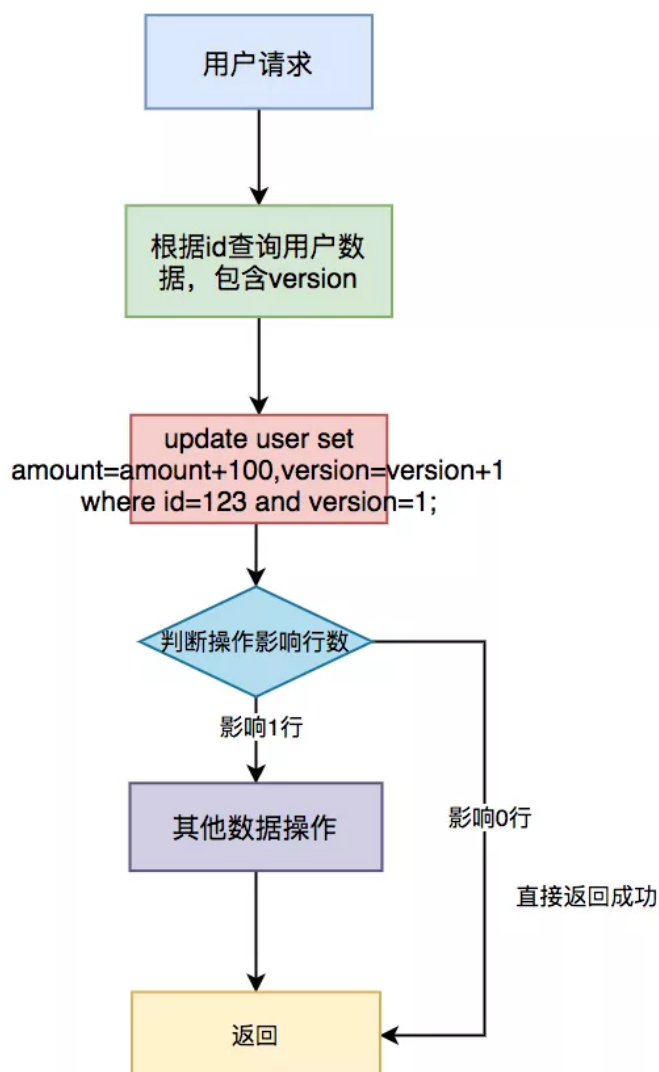 用户请求
根据id查询用户数
据，包含version
update user set
amount=amount+100,version=version+1
where id=123 and version=1;
判断操作影响行数
影响1行
其他数据操作
影响0行
直接返回成功
返回